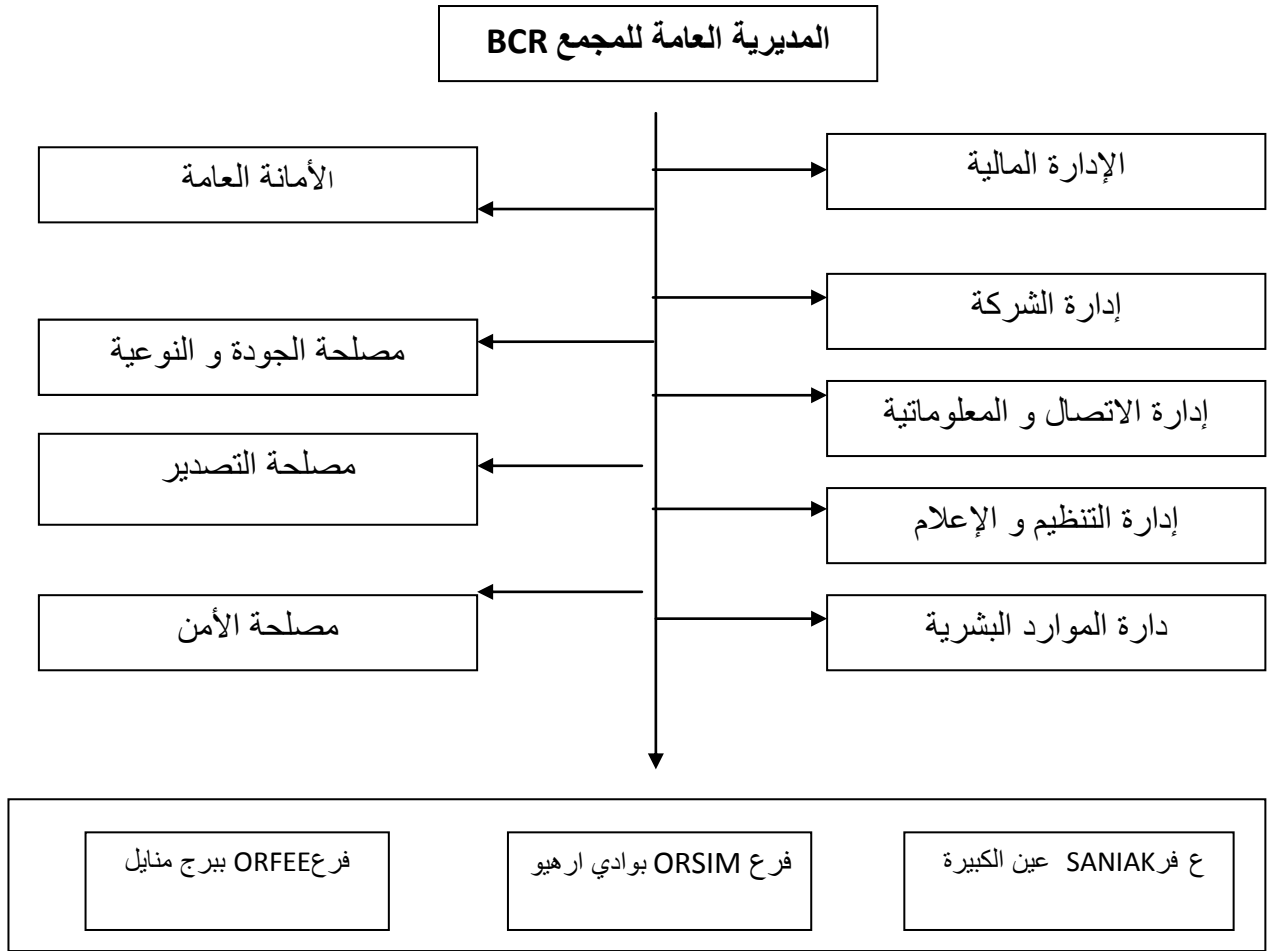 المديرية العامة للمجمع BCR
الإدارة المالية
الأمانة العامة
إدارة الشركة
مصلحة الجودة و النوعية
إدارة الاتصال و المعلوماتية
مصلحة التصدير
إدارة التنظيم و الإعلام
مصلحة الأمن
دارة الموارد البشرية
ع فرSANIAK عين الكبيرة
فرع ORSIM بوادي ارهيو
فرعORFEE ببرج منايل